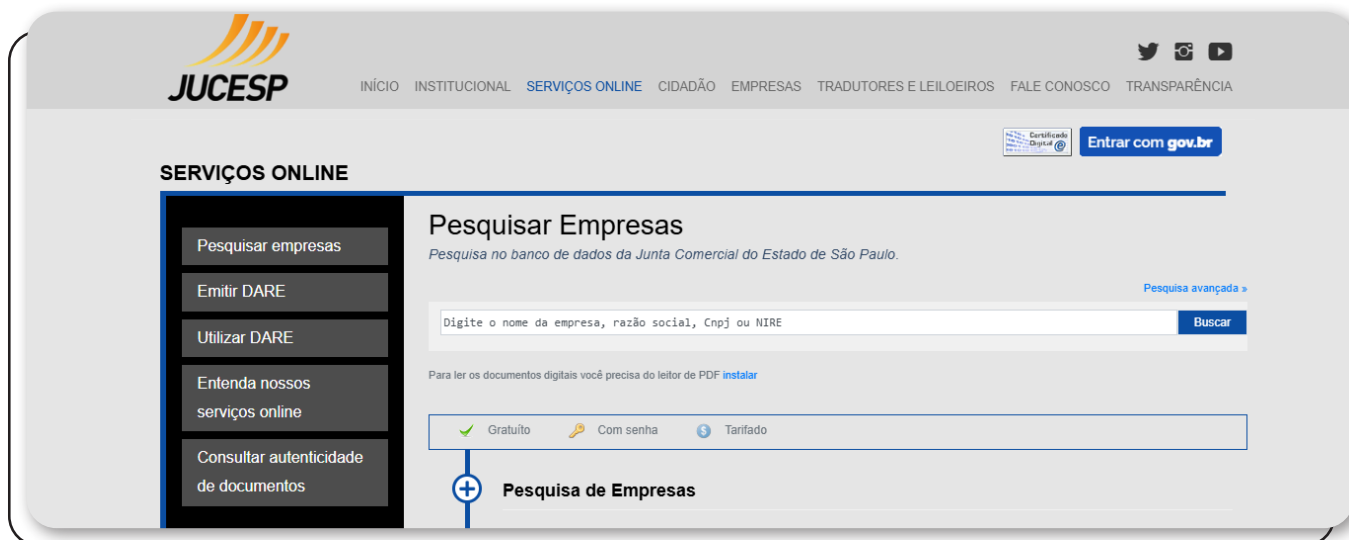 JUCESP
INÍCIO INSTITUCIONAL SERVIÇOS ONLINE CIDADÃO EMPRESAS TRADUTORES E LEILOEIROS FALE CONOSCO TRANSPARÊNCIA
Certificado
Digital
Entrar com gov.br
SERVIÇOS ONLINE
Pesquisar empresas
Emitir DARE
Utilizar DARE
Entenda nossos
serviços online
Consultar autenticidade
de documentos
Pesquisar Empresas
Pesquisa no banco de dados da Junta Comercial do Estado de São Paulo.
Pesquisa avançada »
Digite o nome da empresa, razão social, Cnpj ou NIRE
Buscar
Para ler os documentos digitais você precisa do leitor de PDF instalar
Gratuíto Com senha Tarifado
Pesquisa de Empresas